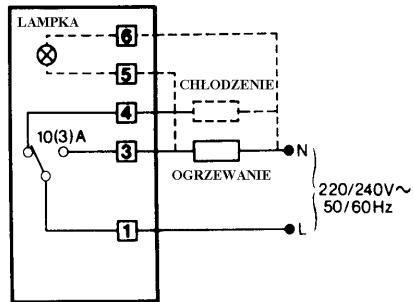 LAMPKA
6
5
CHŁODZENIE
4
10(3)A
3
N
OGRZEWANIE
220/240V~
50/60Hz
1
L